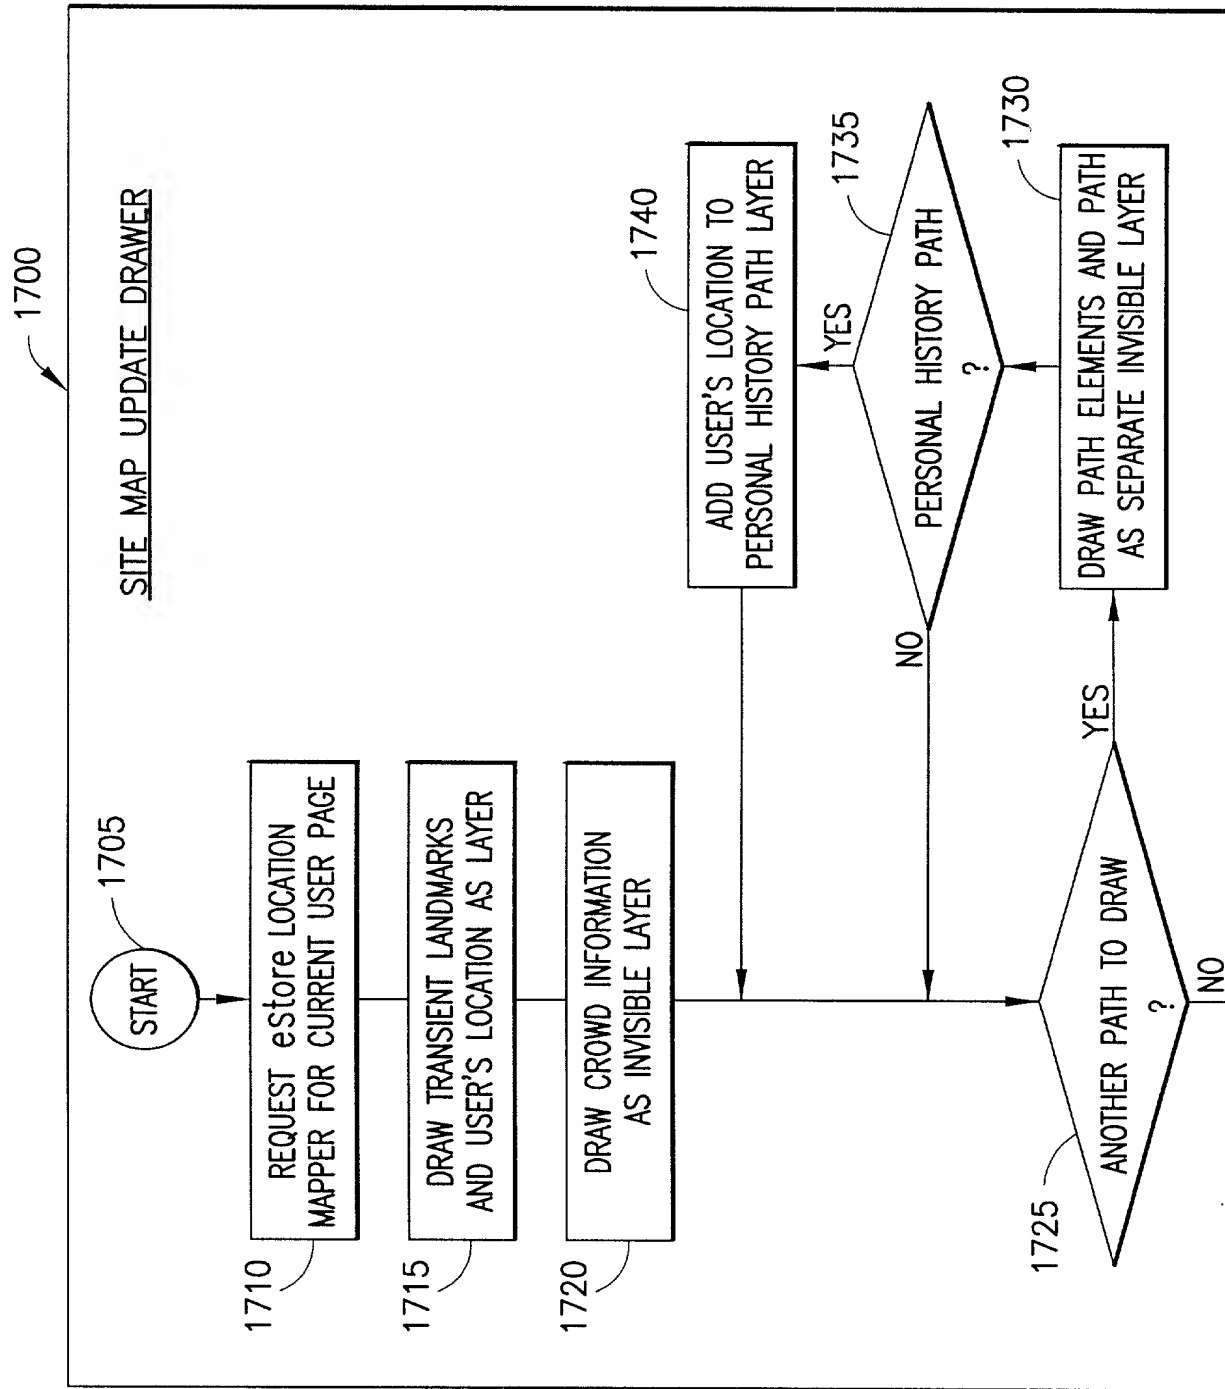 1700
SITE MAP UPDATE DRAWER
1705
START
REQUEST eStore LOCATION
MAPPER FOR CURRENT USER PAGE
1710
DRAW TRANSIENT LANDMARKS
AND USER'S LOCATION AS LAYER
1715
DRAW CROWD INFORMATION
AS INVISIBLE LAYER
1720
ANOTHER PATH TO DRAW
?
1725
YES
NO
DRAW PATH ELEMENTS AND PATH
AS SEPARATE INVISIBLE LAYER
1730
PERSONAL HISTORY PATH
?
1735
YES
NO
ADD USER'S LOCATION TO
PERSONAL HISTORY PATH LAYER
1740